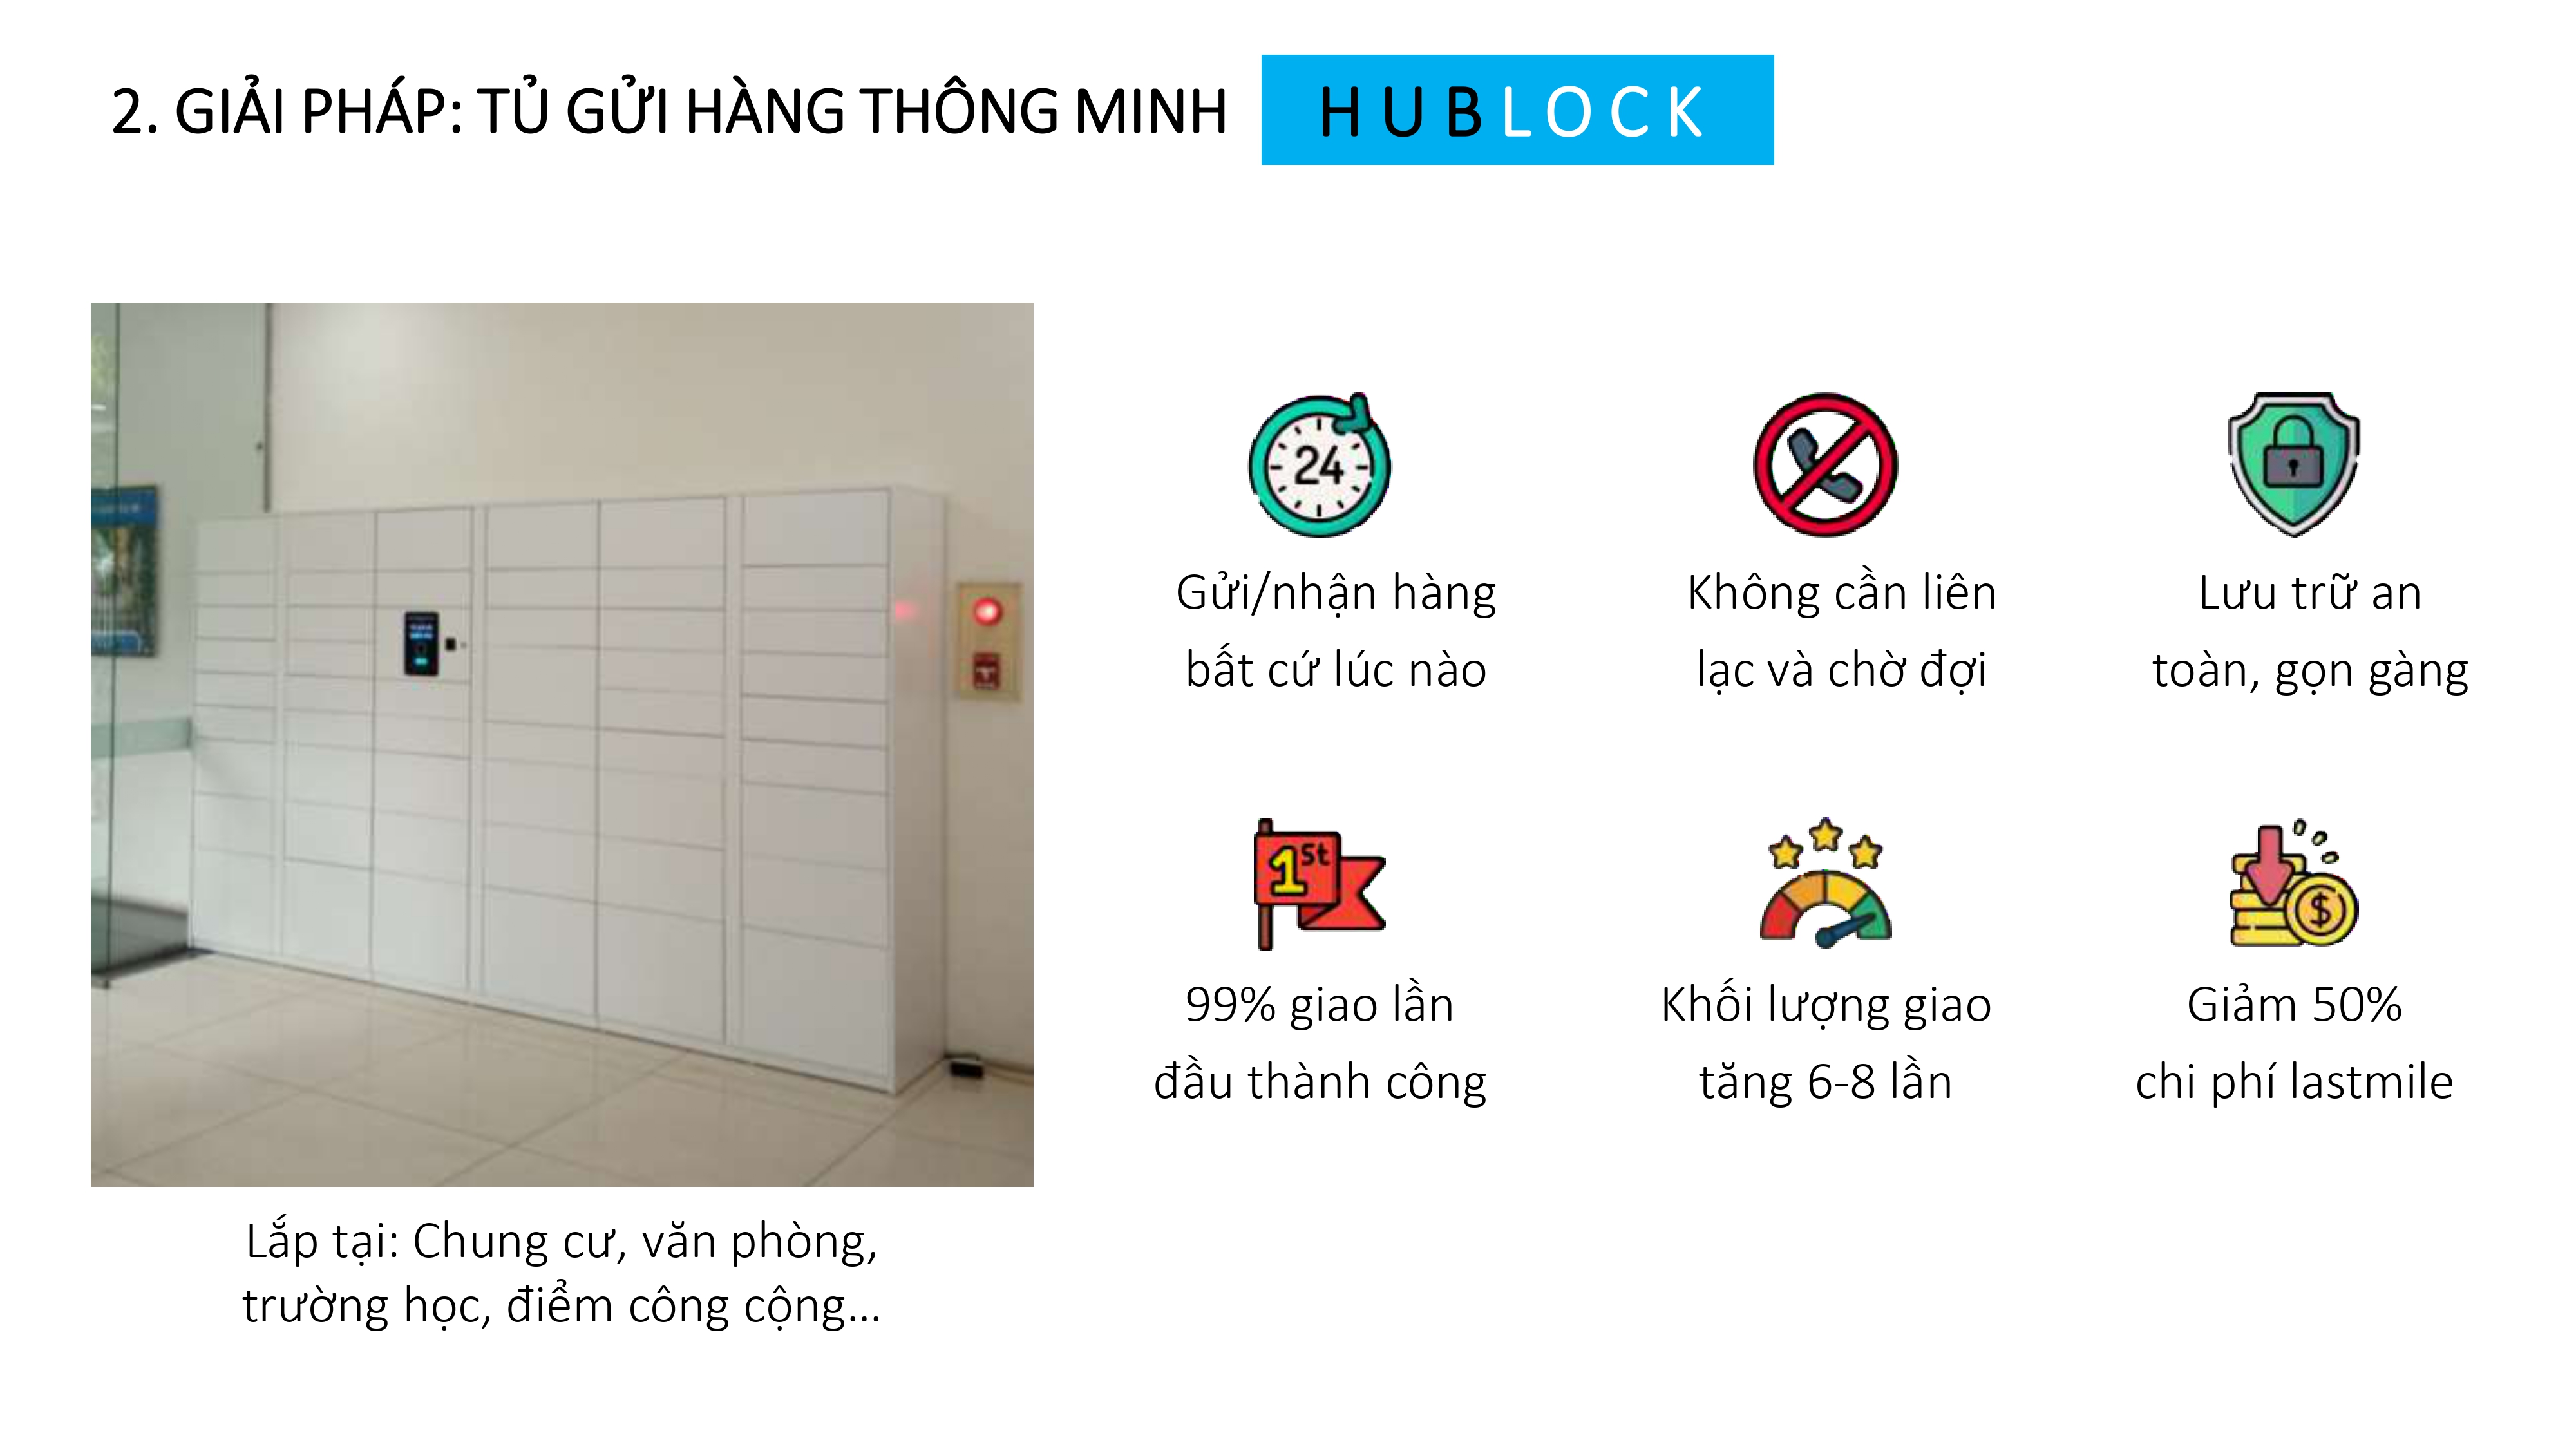 2. GIẢI PHÁP: TỦ GỬI HÀNG THÔNG MINH
HUBLOCK
24
Gửi/nhận hàng
bất cứ lúc nào
Không cần liên
lạc và chờ đợi
Lưu trữ an
toàn, gọn gàng
1st
99% giao lần
đầu thành công
Khối lượng giao
tăng 6-8 lần
$
Giảm 50%
chi phí lastmile
Lắp tại: Chung cư, văn phòng,
trường học, điểm công cộng...